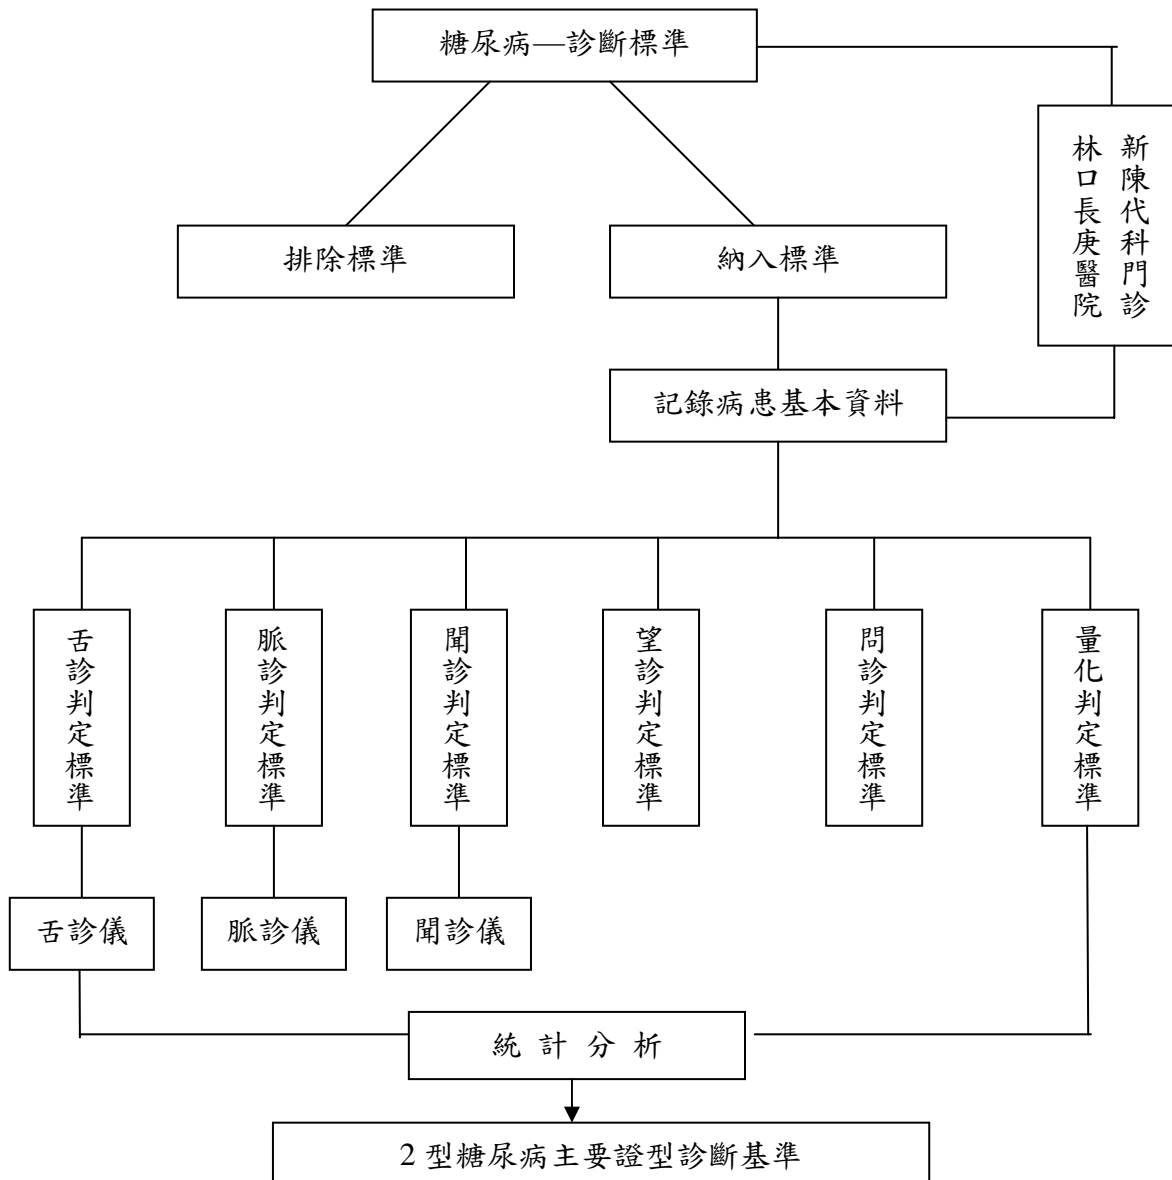 糖尿病—診斷標準
新陳代科門診
林口長庚醫院
排除標準
納入標準
記錄病患基本資料
舌診判定標準
脈診判定標準
聞診判定標準
望診判定標準
問診判定標準
量化判定標準
舌診儀
脈診儀
聞診儀
統計分析
2 型糖尿病主要證型診斷基準